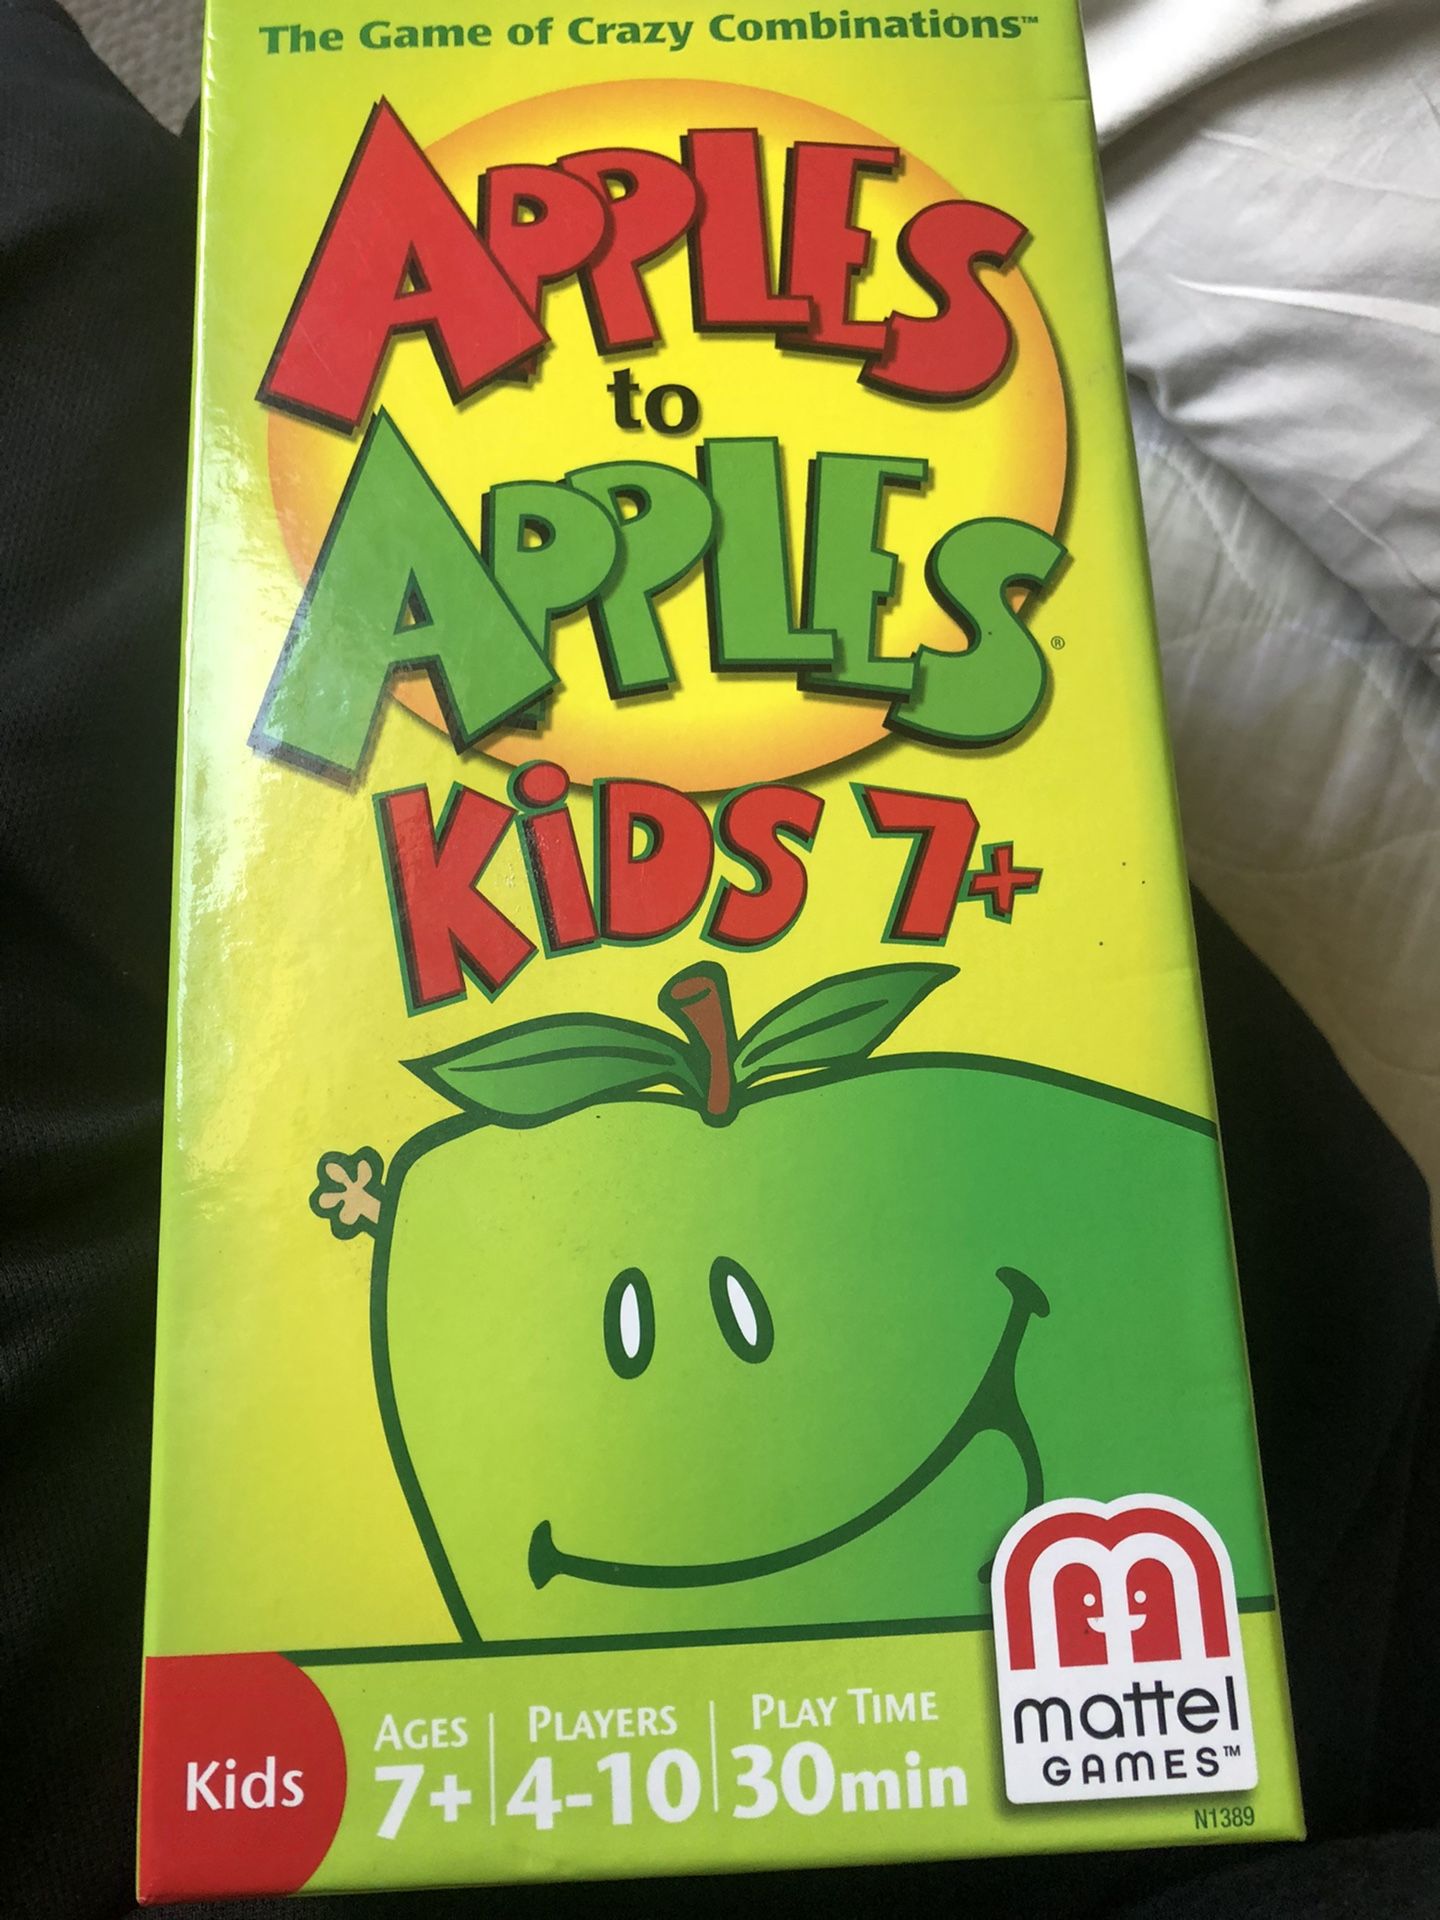 The Game of Crazy Combinations™
APPLES
to
APPLES®
KiDS 7+
Kids
AGES
7+
PLAYERS
4-10
PLAY TIME
30min
mattel
GAMES™
N1389